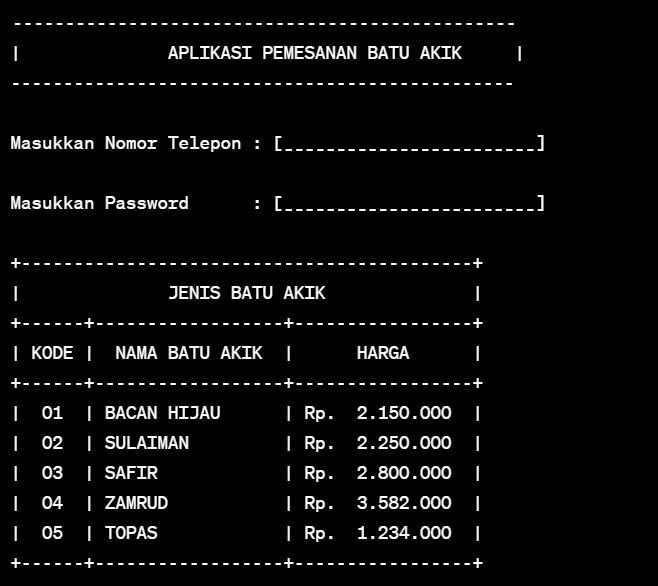 ------------------------------------------------
|              APLIKASI PEMESANAN BATU AKIK     |
------------------------------------------------
Masukkan Nomor Telepon : [________________________]
Masukkan Password      : [________________________]
+-------------------------------------------+
|              JENIS BATU AKIK              |
+------+------------------+-----------------+
| KODE |  NAMA BATU AKIK  |      HARGA      |
+------+------------------+-----------------+
|  01  | BACAN HIJAU      | Rp.  2.150.000  |
|  02  | SULAIMAN         | Rp.  2.250.000  |
|  03  | SAFIR            | Rp.  2.800.000  |
|  04  | ZAMRUD           | Rp.  3.582.000  |
|  05  | TOPAS            | Rp.  1.234.000  |
+------+------------------+-----------------+